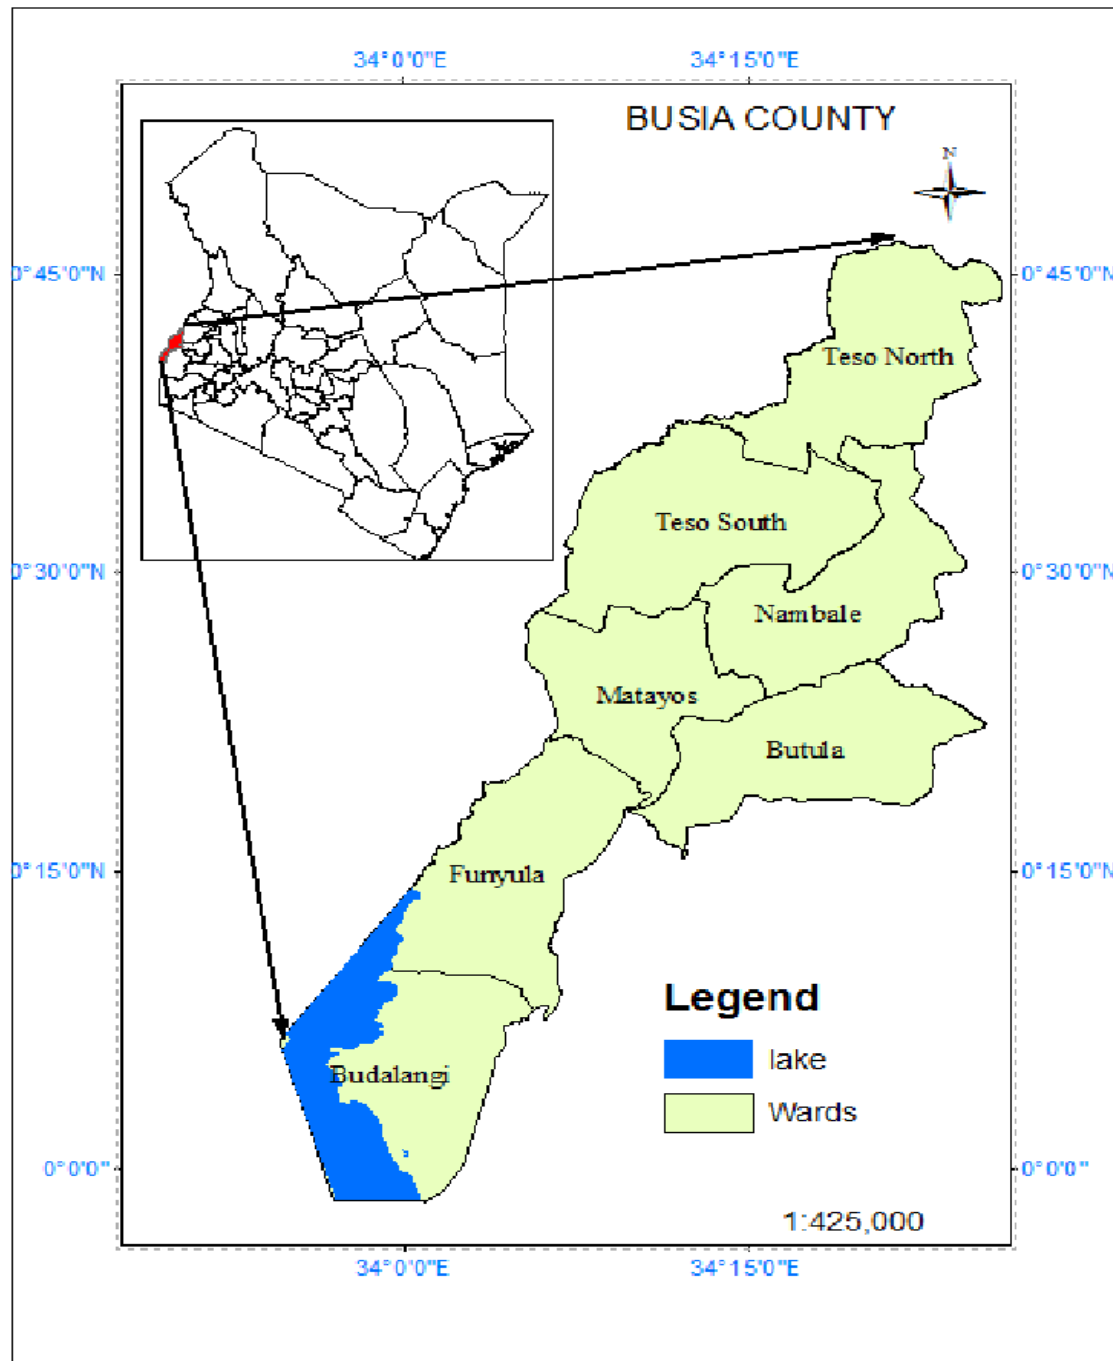 34°0'0"E
34°15'0"E
BUSIA COUNTY
N
0°45'0"N
0°45'0"N
Teso North
Teso South
0°30'0"N
0°30'0"N
Nambale
Matayos
Butula
0°15'0"N
0°15'0"N
Funyula
Legend
lake
Budalangi
Wards
0°0'0"
0°0'0"
1:425,000
34°0'0"E
34°15'0"E